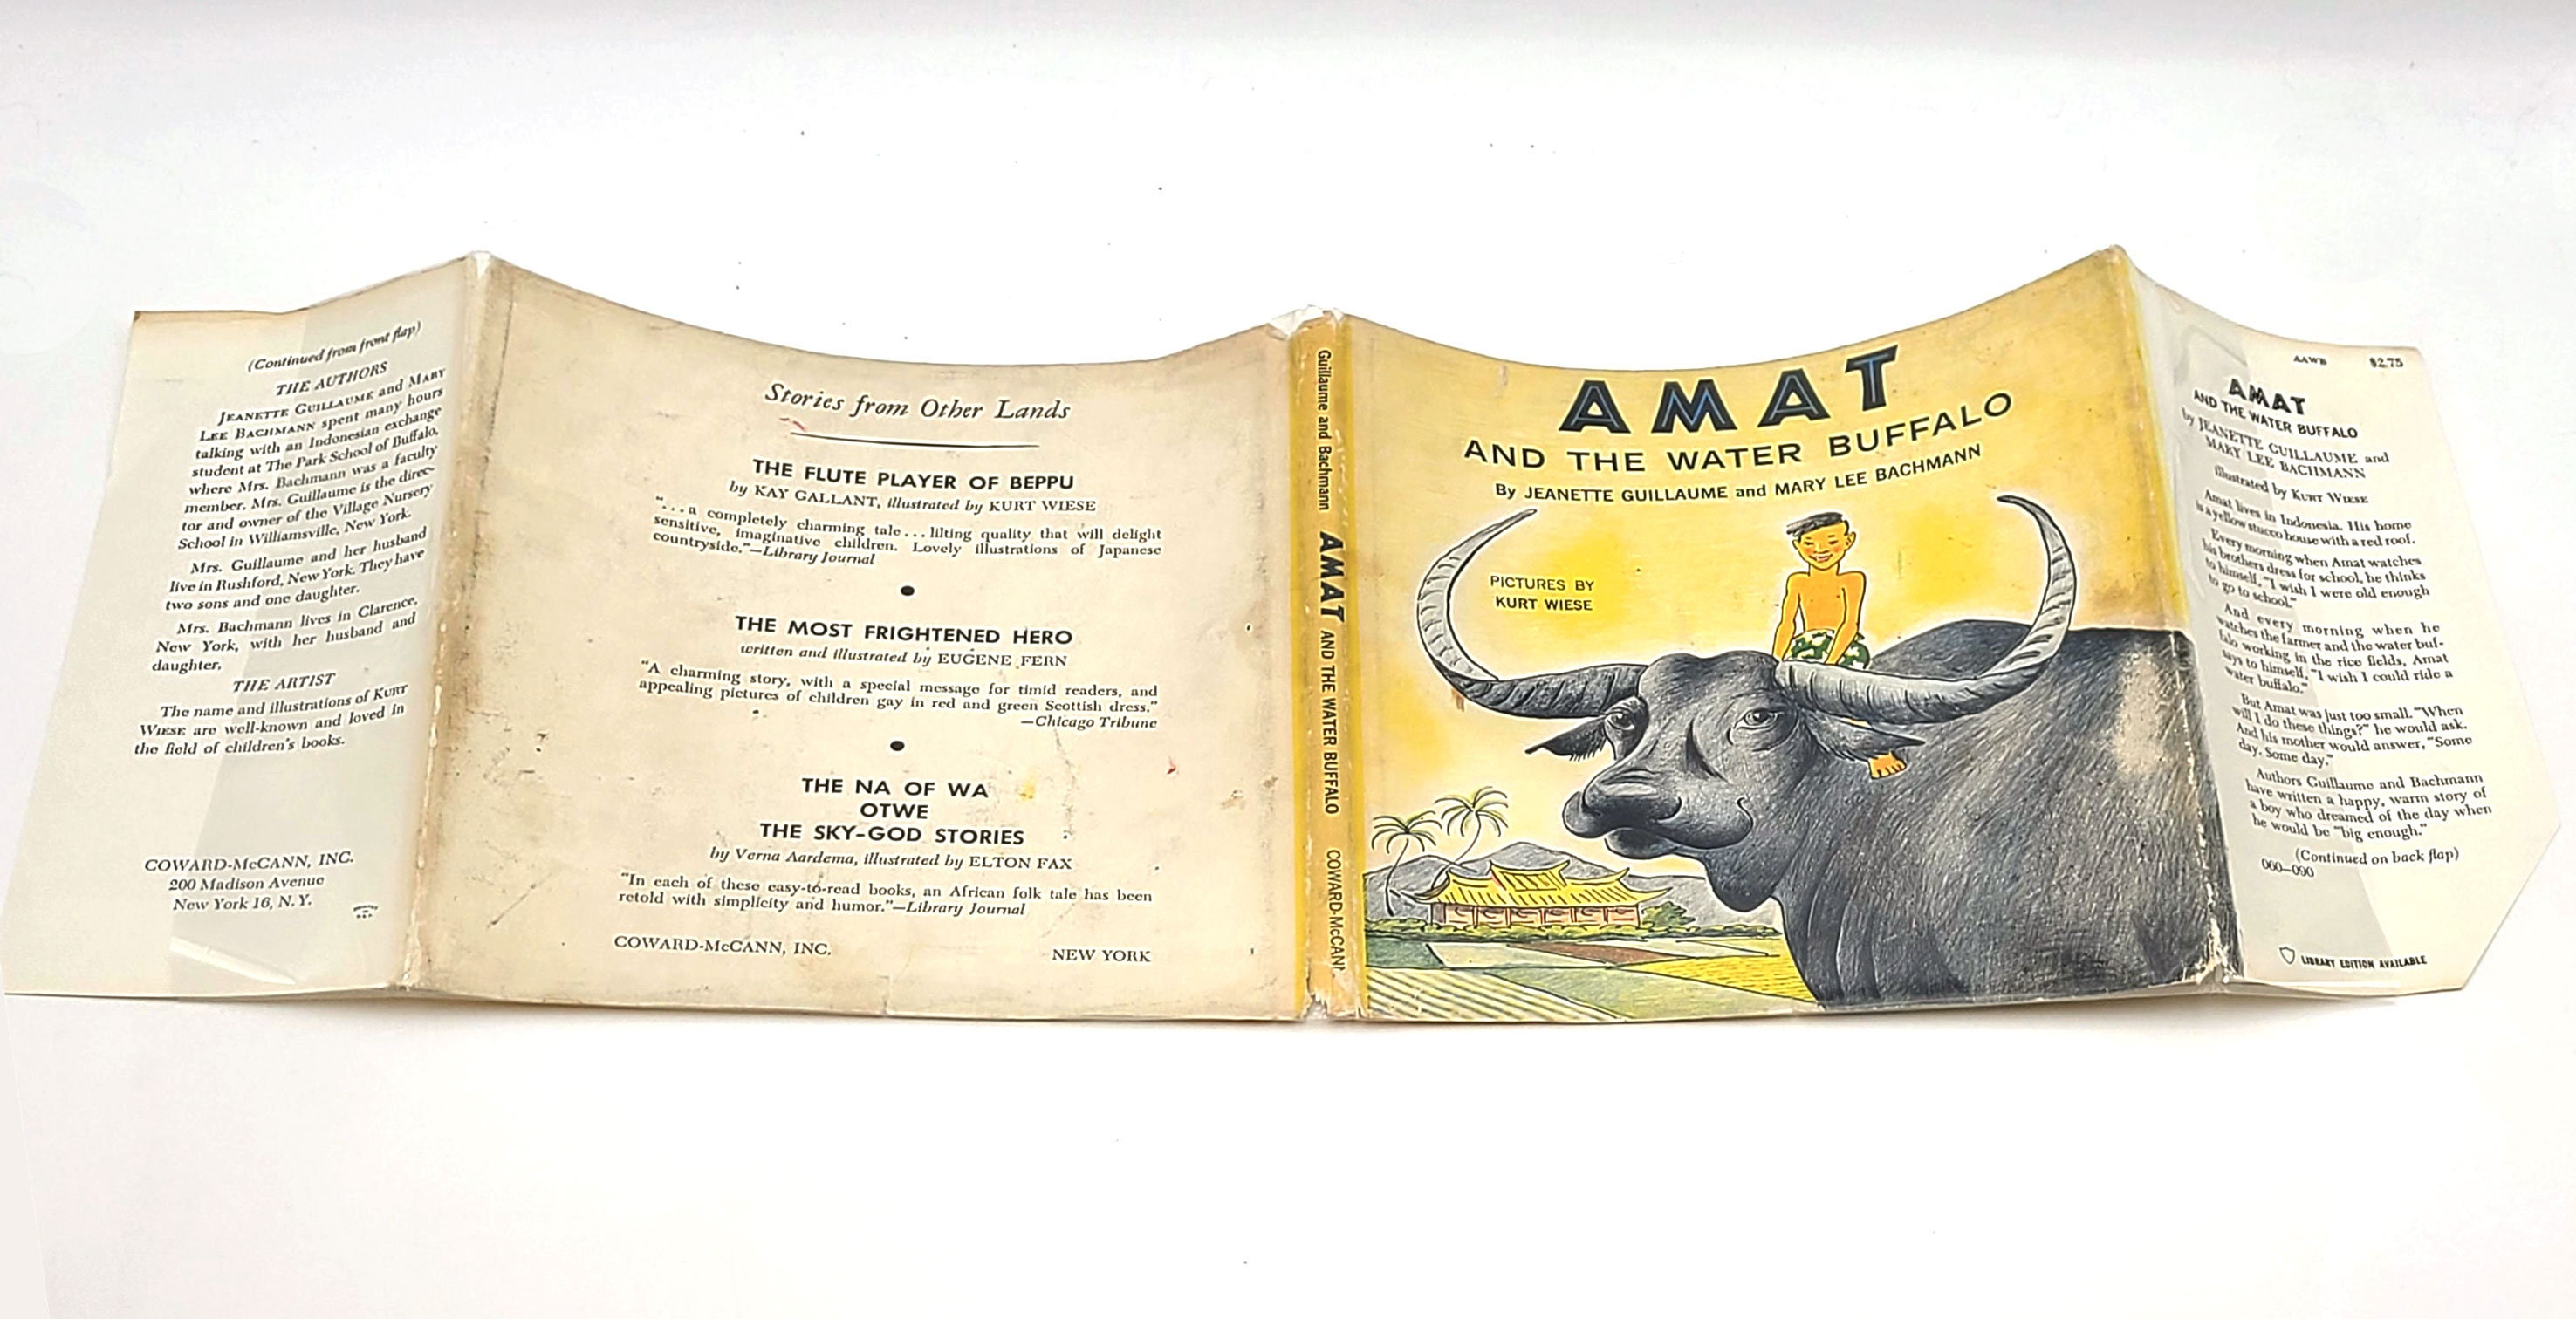 (Continued from front flap)
THE AUTHORS
JEANETTE GUILLAUME and MARY
LEE BACHMANN spent many hours
talking with an Indonesian exchange
student at The Park School of Buffalo,
where Mrs. Bachmann was a faculty
member. Mrs. Guillaume is the direc-
tor and owner of the Village Nursery
School in Williamsville, New York.
Mrs. Guillaume and her husband
live in Rushford, New York. They have
two sons and one daughter.
Mrs. Bachmann lives in Clarence,
New York, with her husband and
daughter.
THE ARTIST
The name and illustrations of KURT
WIESE are well-known and loved in
the field of children's books.
COWARD-McCANN, INC.
200 Madison Avenue
New York 16, N.Y.
Stories from Other Lands
THE FLUTE PLAYER OF BEPPU
by KAY GALLANT, illustrated by KURT WIESE
"...a completely charming tale...lilting quality that will delight
sensitive, imaginative children. Lovely illustrations of Japanese
countryside."—Library Journal
THE MOST FRIGHTENED HERO
written and illustrated by EUGENE FERN
"A charming story, with a special message for timid readers, and
appealing pictures of children gay in red and green Scottish dress."
—Chicago Tribune
THE NA OF WA
OTWE
THE SKY-GOD STORIES
by Verna Aardema, illustrated by ELTON FAX
"In each of these easy-to-read books, an African folk tale has been
retold with simplicity and humor."—Library Journal
COWARD-McCANN, INC. NEW YORK
Guillaume and Bachmann AMAT AND THE WATER BUFFALO COWARD-McCANN
AMAT
AND THE WATER BUFFALO
By JEANETTE GUILLAUME and MARY LEE BACHMANN
PICTURES BY
KURT WIESE
AAWB $2.75
AMAT
AND THE WATER BUFFALO
by JEANETTE GUILLAUME and
MARY LEE BACHMANN
illustrated by KURT WIESE
Amat lives in Indonesia. His home
is a yellow stucco house with a red roof.
Every morning when Amat watches
his brothers dress for school, he thinks
to himself, "I wish I were old enough
to go to school."
And every morning when he
watches the farmer and the water buf-
falo working in the rice fields, Amat
says to himself, "I wish I could ride a
water buffalo."
But Amat was just too small. "When
will I do these things?" he would ask.
And his mother would answer, "Some
day. Some day."
Authors Guillaume and Bachmann
have written a happy, warm story of
a boy who dreamed of the day when
he would be "big enough."
(Continued on back flap)
060—090
LIBRARY EDITION AVAILABLE